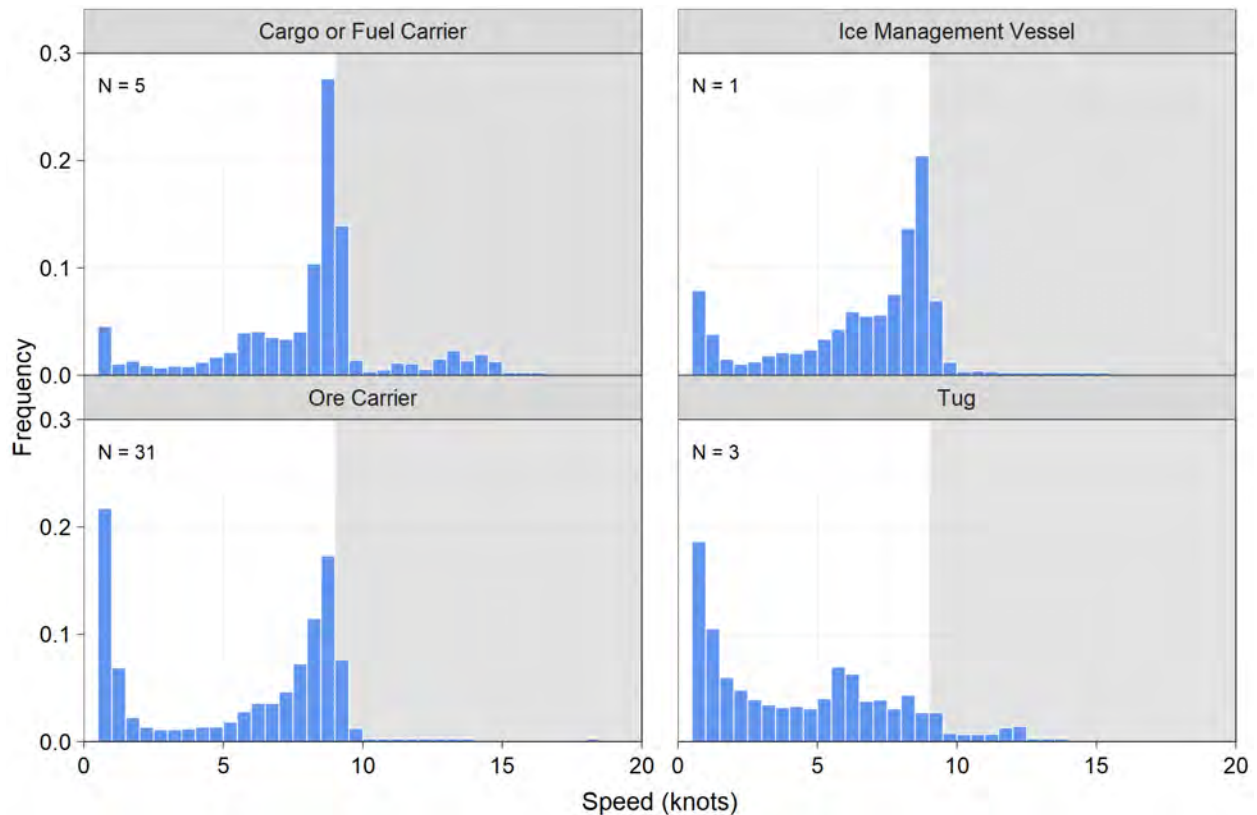 Cargo or Fuel Carrier
Ice Management Vessel
N = 5
N = 1
0.3
0.2
0.1
0.0
Ore Carrier
Tug
N = 31
N = 3
0.3
0.2
0.1
0.0
Frequency
0 5 10 15 20
0 5 10 15 20
Speed (knots)